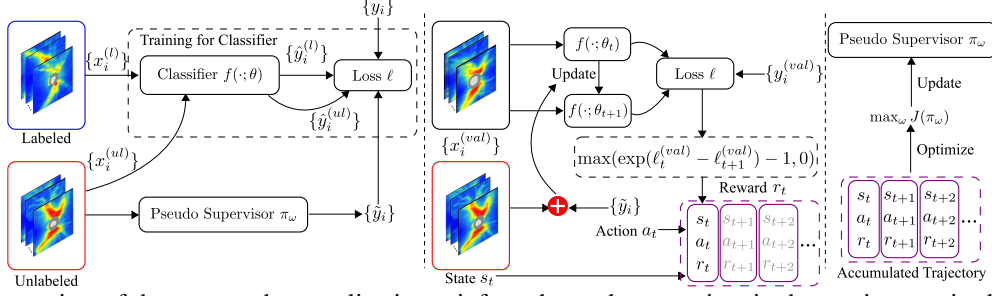 {y_i}
Training for Classifier
{x_i^{(l)}}
Classifier f(·;θ)
{ŷ_i^{(l)}}
Loss ℓ
{ŷ_i^{(ul)}}
Labeled
{x_i^{(ul)}}
Pseudo Supervisor π_ω
{ỹ_i}
Unlabeled
f(·;θ_t)
Update
Loss ℓ
{y_i^{(val)}}
f(·;θ_{t+1})
{x_i^{(val)}}
max(exp(ℓ_t^{(val)} − ℓ_{t+1}^{(val)}) − 1, 0)
Reward r_t
{ỹ_i}
Action a_t
s_t s_{t+1} s_{t+2}
a_t a_{t+1} a_{t+2} ...
r_t r_{t+1} r_{t+2}
State s_t
Pseudo Supervisor π_ω
Update
max_ω J(π_ω)
Optimize
s_t s_{t+1} s_{t+2}
a_t a_{t+1} a_{t+2} ...
r_t r_{t+1} r_{t+2}
Accumulated Trajectory